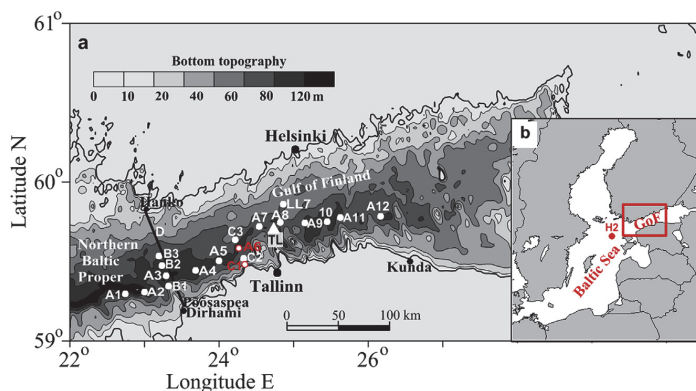 61°
a
Bottom topography
0 10 20 40 60 80 120 m
Helsinki
60°
Gulf of Finland
Hanko
LL7
A12
A7 A8
10
A11
A9
C3
TL
D
Northern
Baltic
Proper
B3
B2
A5
A6
C2
A3
A4
Kunda
A1
A2
B1
Tallinn
Pöösaspea
Dirhami
0 50 100 km
59°
22° 24° 26°
Latitude N
Longitude E
b
GoF
H2
Baltic Sea